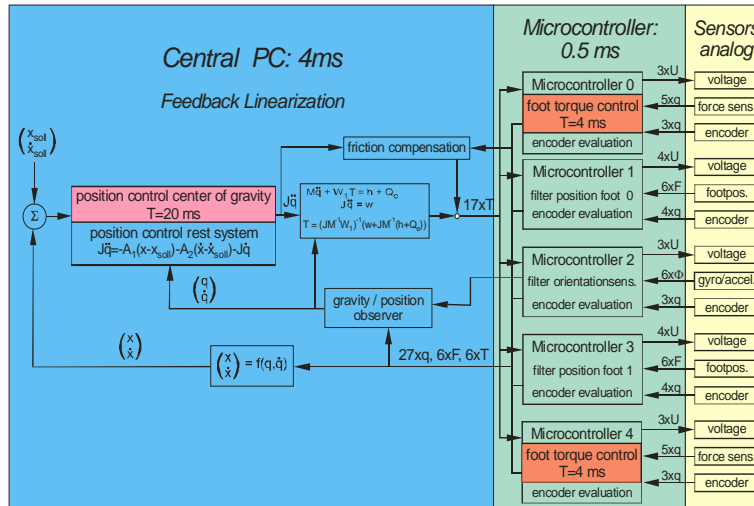 Central PC: 4ms
Feedback Linearization
Microcontroller:
0.5 ms
Sensors
analog
(x_soll
ẋ_soll)
Σ
position control center of gravity
T=20 ms
position control rest system
Jq̈=-A₁(x-x_soll)-A₂(ẋ-ẋ_soll)-J̇q̇
Jq̈
friction compensation
Mq̈ + W₁T = h + Q_c
Jq̈ = w
T = (JM⁻¹W₁)⁻¹(w+JM⁻¹(h+Q_c))
17xT
(q
q̇)
gravity / position
observer
(x
ẋ)
(x
ẋ) = f(q,q̇)
27xq, 6xF, 6xT
Microcontroller 0
foot torque control
T=4 ms
encoder evaluation
3xU
voltage
5xq
force sens.
3xq
encoder
Microcontroller 1
filter position foot 0
encoder evaluation
4xU
voltage
6xF
footpos.
4xq
encoder
Microcontroller 2
filter orientationsens.
encoder evaluation
3xU
voltage
6xΦ
gyro/accel.
3xq
encoder
Microcontroller 3
filter position foot 1
encoder evaluation
4xU
voltage
6xF
footpos.
4xq
encoder
Microcontroller 4
foot torque control
T=4 ms
encoder evaluation
3xU
voltage
5xq
force sens.
3xq
encoder